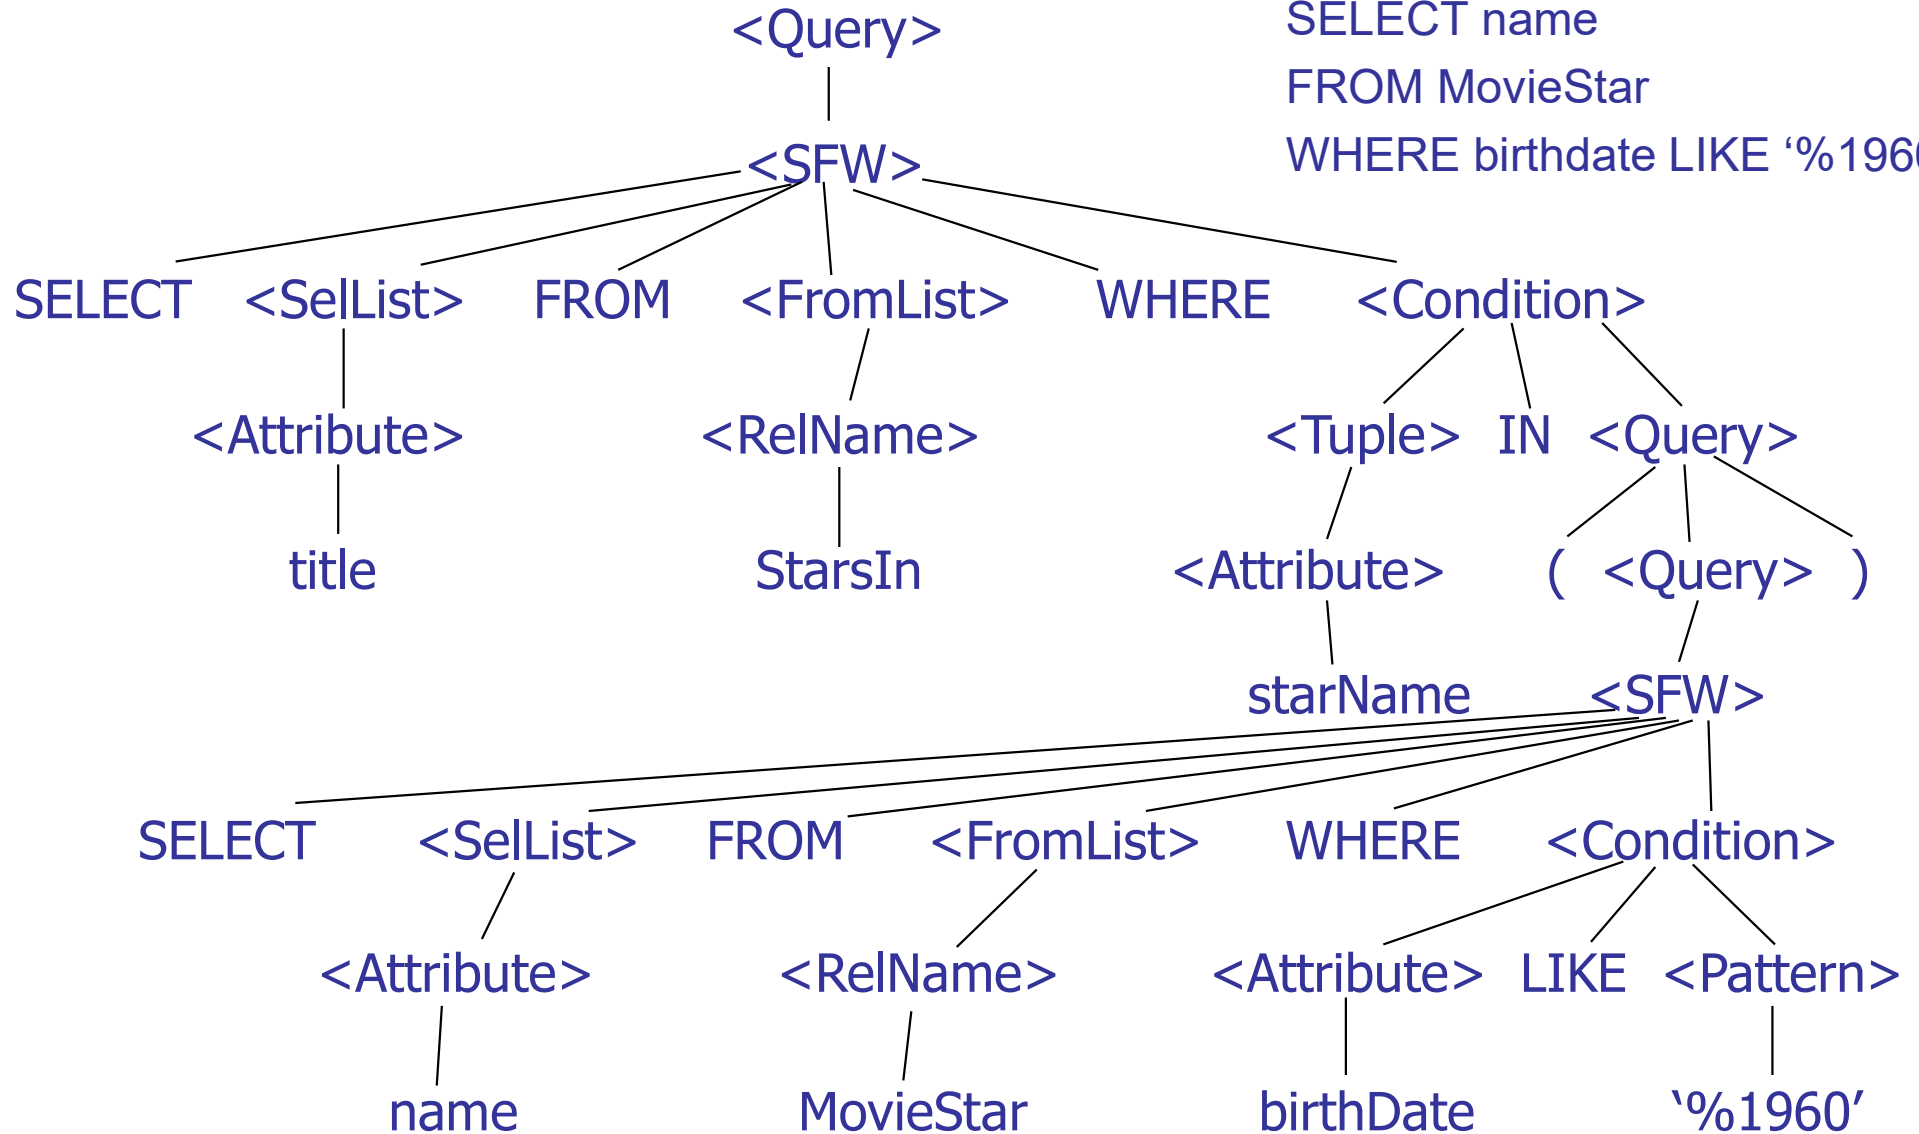 <Query>
SELECT name
FROM MovieStar
WHERE birthdate LIKE ‘%196
<SFW>
SELECT <SelList> FROM <FromList> WHERE <Condition>
<Attribute> <RelName> <Tuple> IN <Query>
title StarsIn <Attribute> ( <Query> )
starName <SFW>
SELECT <SelList> FROM <FromList> WHERE <Condition>
<Attribute> <RelName> <Attribute> LIKE <Pattern>
name MovieStar birthDate ‘%1960’